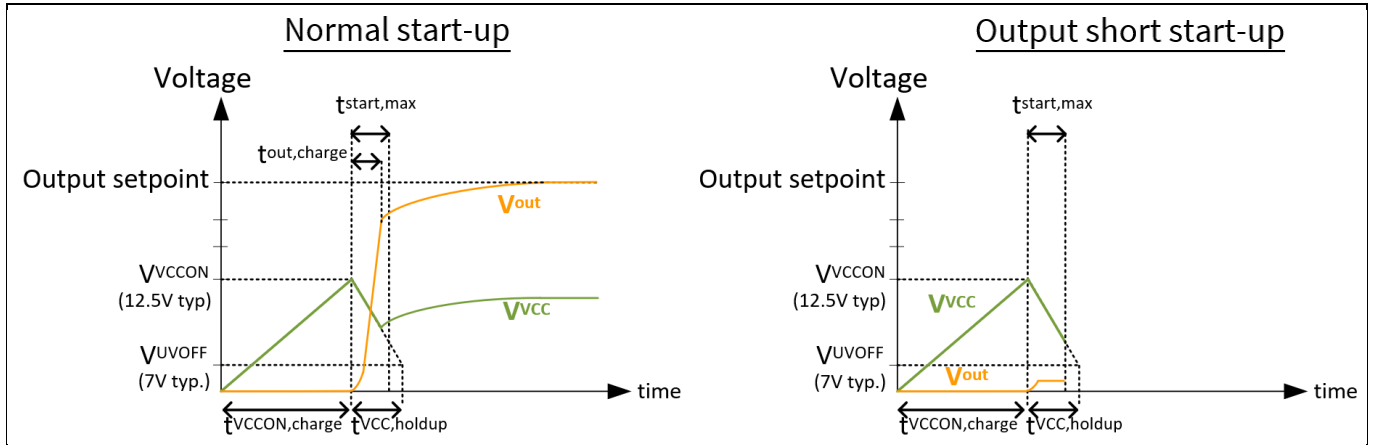 Normal start-up
Voltage
tstart,max
tout,charge
Output setpoint
Vout
VVCCON
(12.5V typ)
VVCC
VUVOFF
(7V typ.)
time
tVCCON,charge
tVCC,holdup
Output short start-up
Voltage
tstart,max
Output setpoint
VVCCON
(12.5V typ)
VVCC
VUVOFF
(7V typ.)
Vout
time
tVCCON,charge
tVCC,holdup